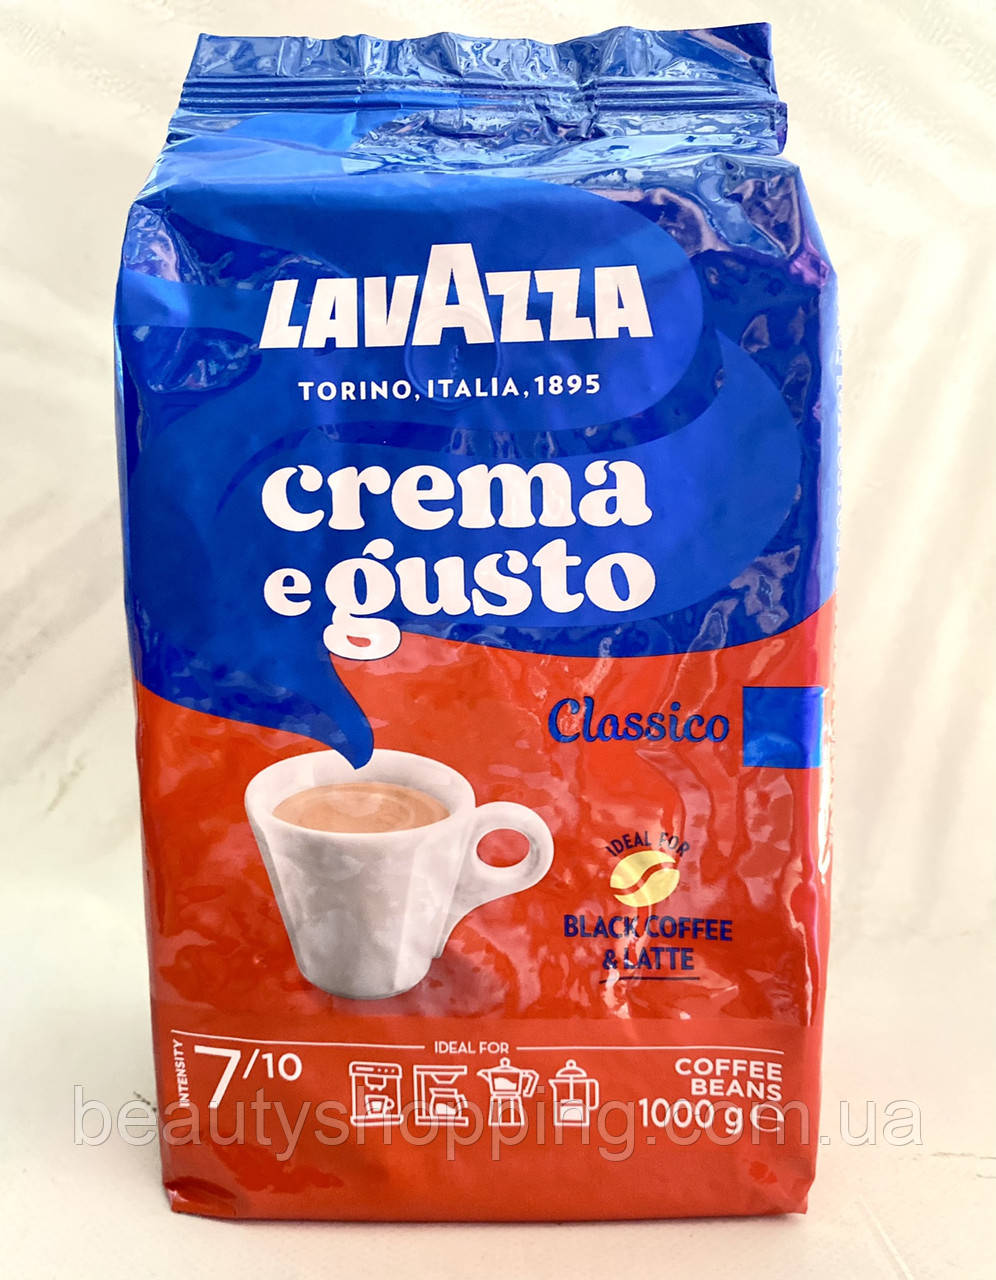 LAVAZZA
TORINO, ITALIA, 1895
crema
e gusto
Classico
IDEAL FOR
BLACK COFFEE
& LATTE
INTENSITY
7/10
IDEAL FOR
COFFEE
BEANS
1000 g e
beautyshopping.com.ua